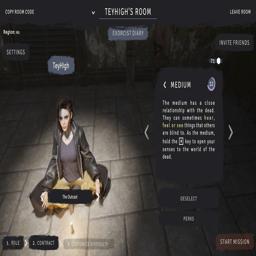 COPY ROOM CODE
TEYHIGH'S ROOM
LEAVE ROOM
EXORCIST DIARY
SETTINGS
INVITE FRIENDS
TeyHigh
MEDIUM
The medium has a close
relationship with the dead.
They can sometimes hear,
feel or see things that others
are blind to. As the medium,
hold the key to open your
senses to the world of the
dead.
The Outcast
DESELECT
PERKS
1. ROLE
2. CONTRACT
START MISSION